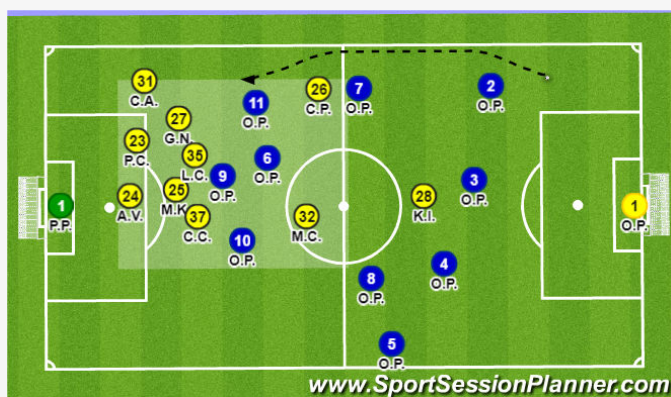 31
C.A.
26
C.P.
7
O.P.
2
O.P.
11
O.P.
27
G.N.
23
P.C.
35
L.C.
6
O.P.
9
O.P.
3
O.P.
24
A.V.
25
M.K.
28
K.I.
1
P.P.
1
O.P.
37
C.C.
32
M.C.
10
O.P.
4
O.P.
8
O.P.
5
O.P.
www.SportSessionPlanner.com